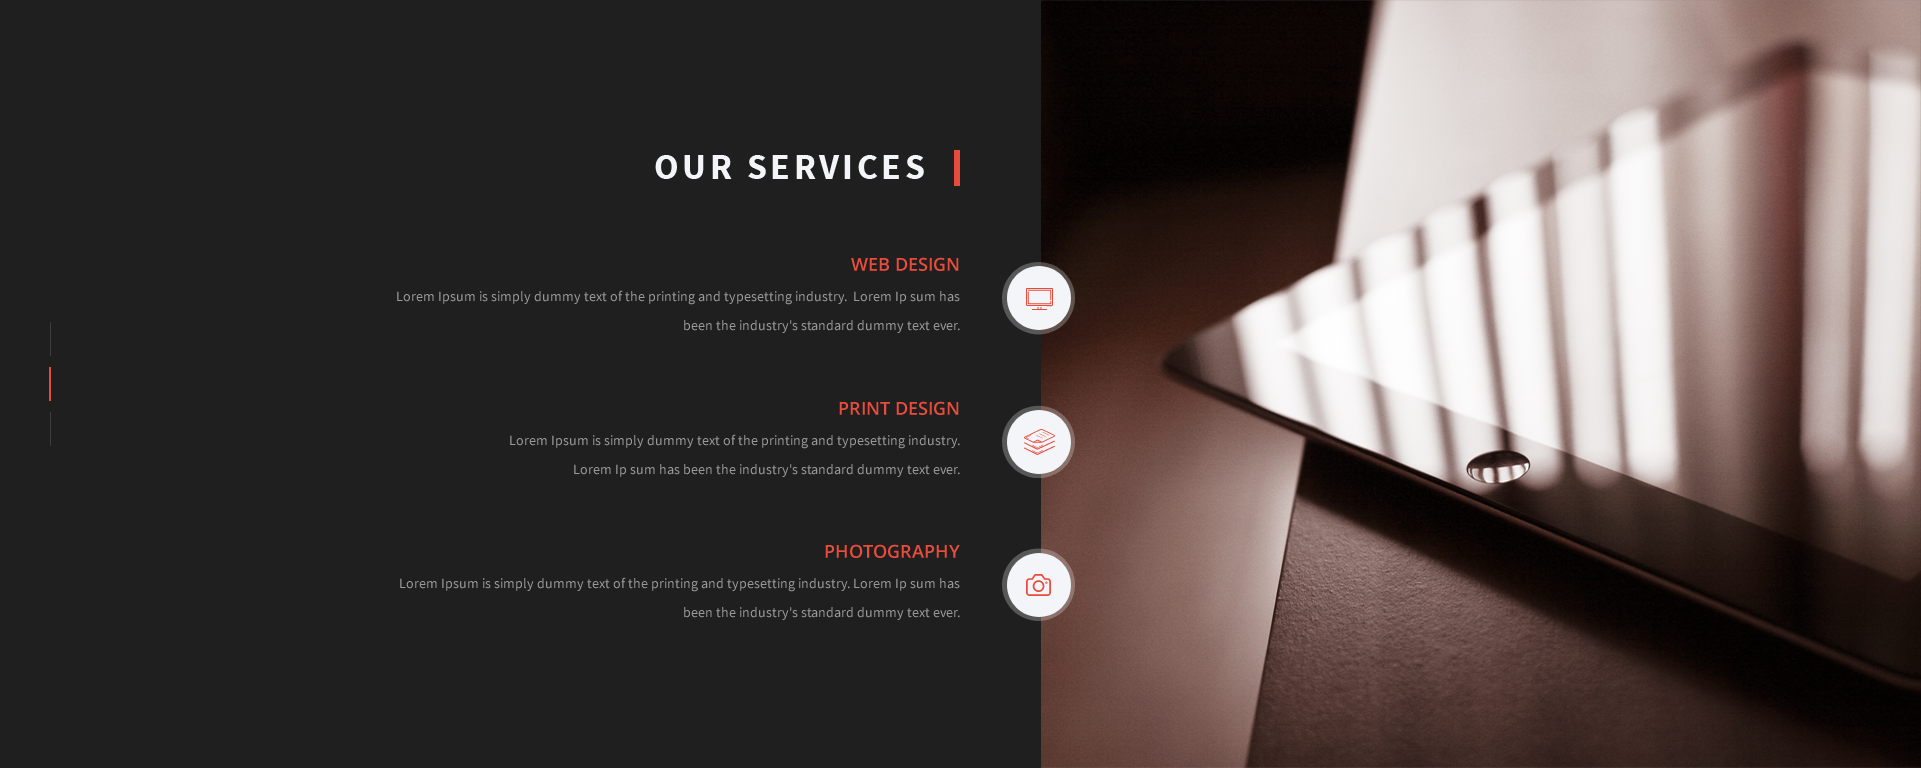 OUR SERVICES
WEB DESIGN
Lorem Ipsum is simply dummy text of the printing and typesetting industry.  Lorem Ip sum has
been the industry's standard dummy text ever.
PRINT DESIGN
Lorem Ipsum is simply dummy text of the printing and typesetting industry.
Lorem Ip sum has been the industry's standard dummy text ever.
PHOTOGRAPHY
Lorem Ipsum is simply dummy text of the printing and typesetting industry. Lorem Ip sum has
been the industry's standard dummy text ever.